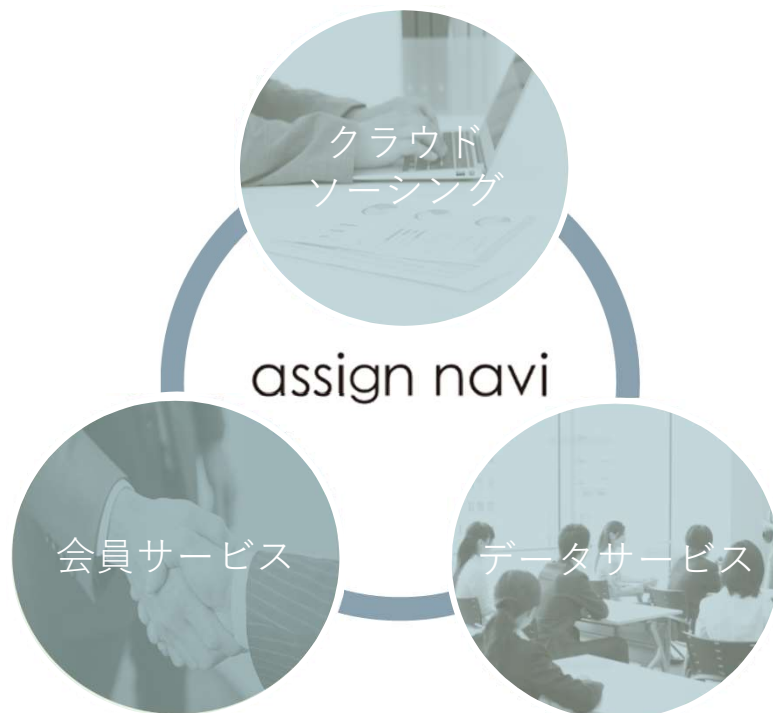 クラウド
ソーシング
assign navi
会員サービス
データサービス